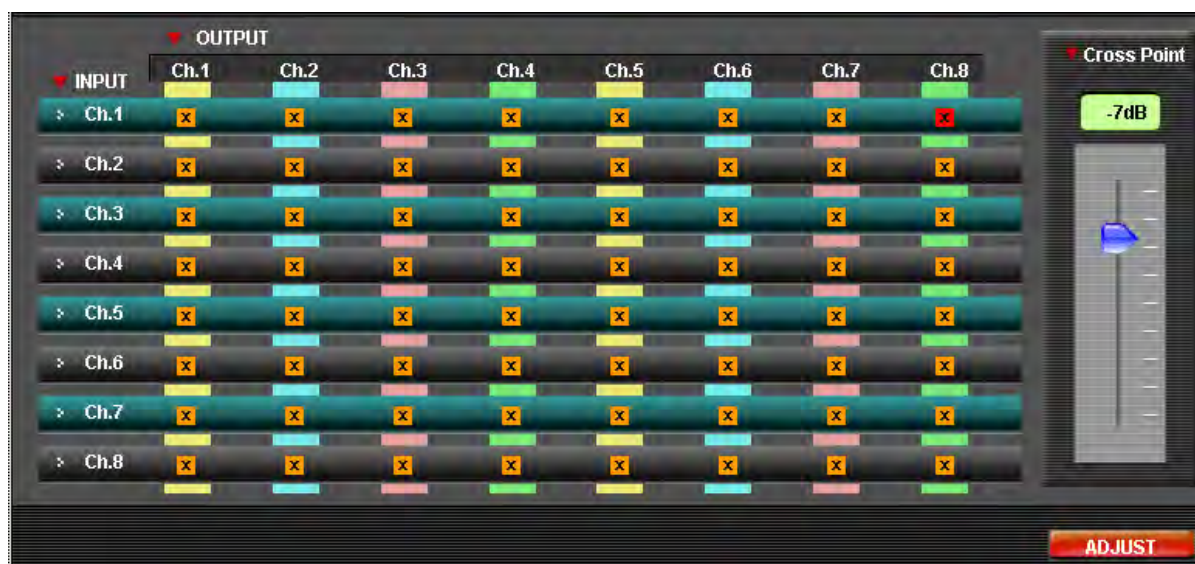 OUTPUT
INPUT Ch.1 Ch.2 Ch.3 Ch.4 Ch.5 Ch.6 Ch.7 Ch.8
Ch.1 x x x x x x x x
Ch.2 x x x x x x x x
Ch.3 x x x x x x x x
Ch.4 x x x x x x x x
Ch.5 x x x x x x x x
Ch.6 x x x x x x x x
Ch.7 x x x x x x x x
Ch.8 x x x x x x x x
Cross Point
-7dB
ADJUST